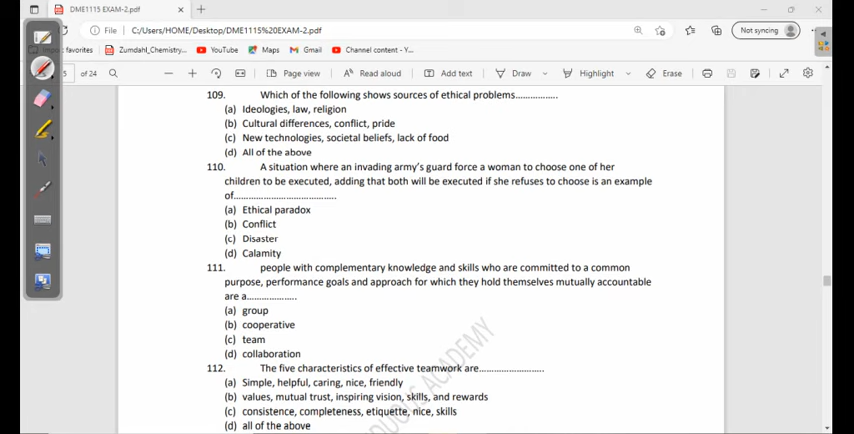 DME1115 EXAM-2.pdf
File
C:/Users/HOME/Desktop/DME1115%20EXAM-2.pdf
Not syncing
favorites
Zumdahl_Chemistry...
YouTube
Maps
Gmail
Channel content - Y...
5 of 24
Page view
Read aloud
Add text
Draw
Highlight
Erase
109. Which of the following shows sources of ethical problems................
(a) Ideologies, law, religion
(b) Cultural differences, conflict, pride
(c) New technologies, societal beliefs, lack of food
(d) All of the above
110. A situation where an invading army's guard force a woman to choose one of her
children to be executed, adding that both will be executed if she refuses to choose is an example
of......................................
(a) Ethical paradox
(b) Conflict
(c) Disaster
(d) Calamity
111. people with complementary knowledge and skills who are committed to a common
purpose, performance goals and approach for which they hold themselves mutually accountable
are a...................
(a) group
(b) cooperative
(c) team
(d) collaboration
112. The five characteristics of effective teamwork are.........................
(a) Simple, helpful, caring, nice, friendly
(b) values, mutual trust, inspiring vision, skills, and rewards
(c) consistence, completeness, etiquette, nice, skills
(d) all of the above
ACADEMY